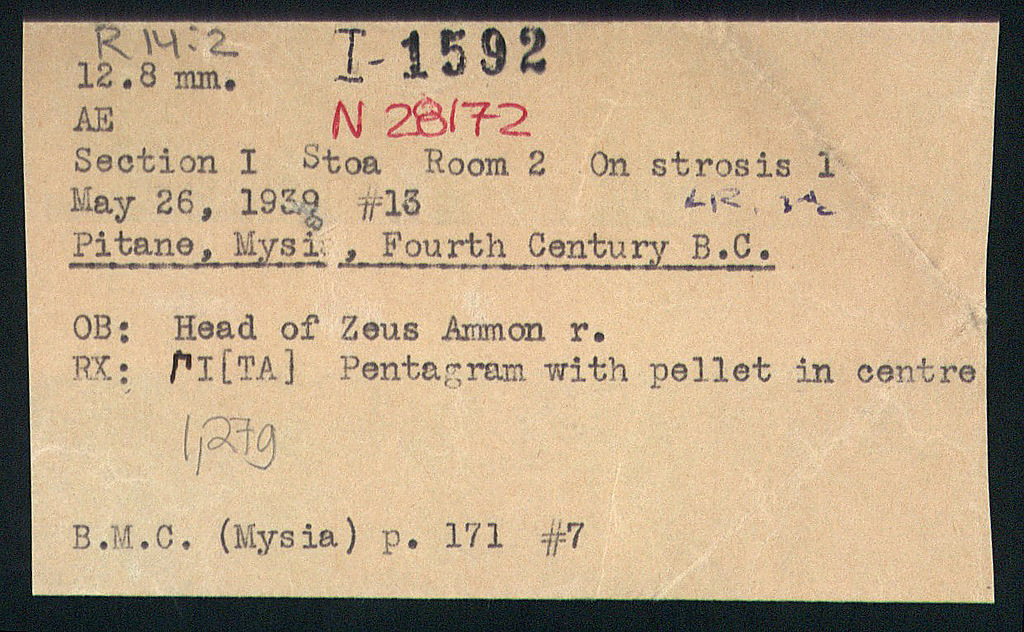 R 14:2
I-1592
12.8 mm.
AE
N 28172
Section I Stoa Room 2 On strosis 1
May 26, 1939 #13
Pitane, Mysi , Fourth Century B.C.
OB: Head of Zeus Ammon r.
RX: ΓI[TA] Pentagram with pellet in centre
1,27g
B.M.C. (Mysia) p. 171 #7